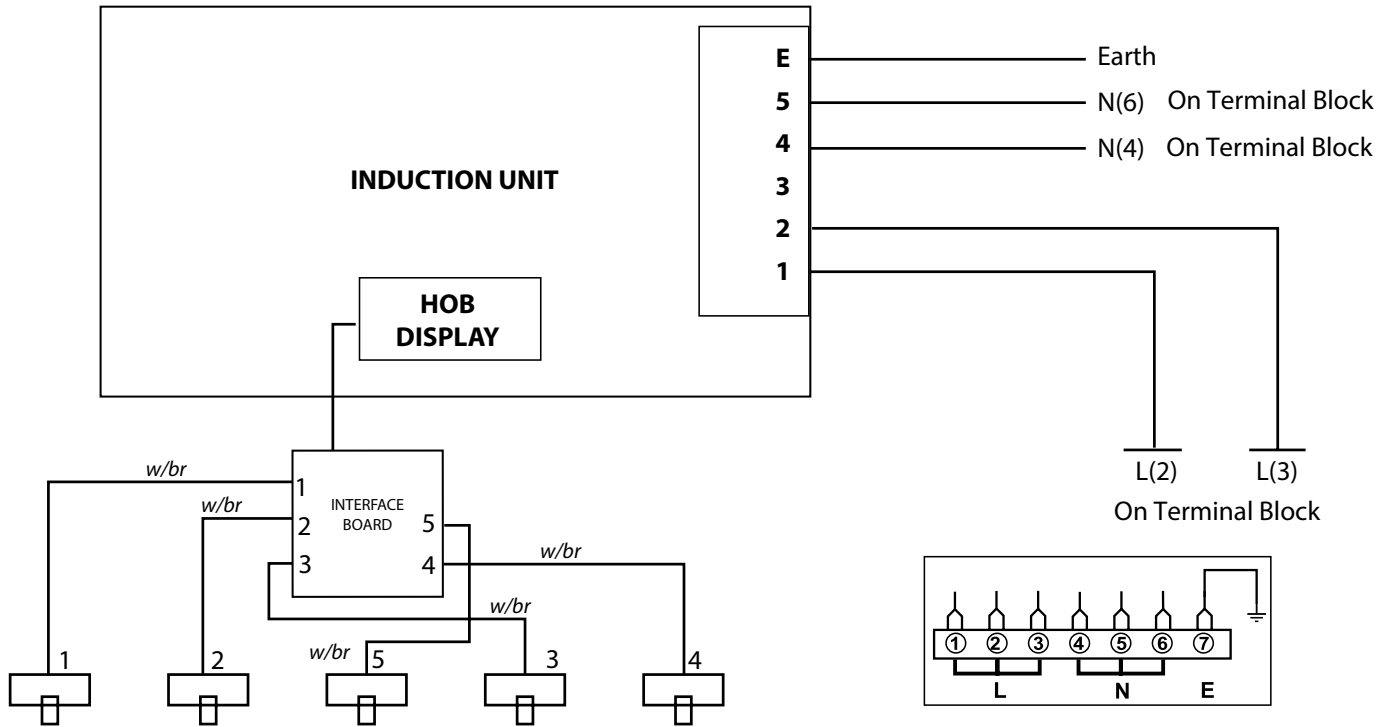 E
Earth
5
N(6) On Terminal Block
4
N(4) On Terminal Block
INDUCTION UNIT
3
2
1
HOB
DISPLAY
L(2)
L(3)
On Terminal Block
w/br
1
INTERFACE
BOARD
w/br
2
5
3
4
w/br
w/br
w/br
1
2
5
3
4
1
2
3
4
5
6
7
L
N
E